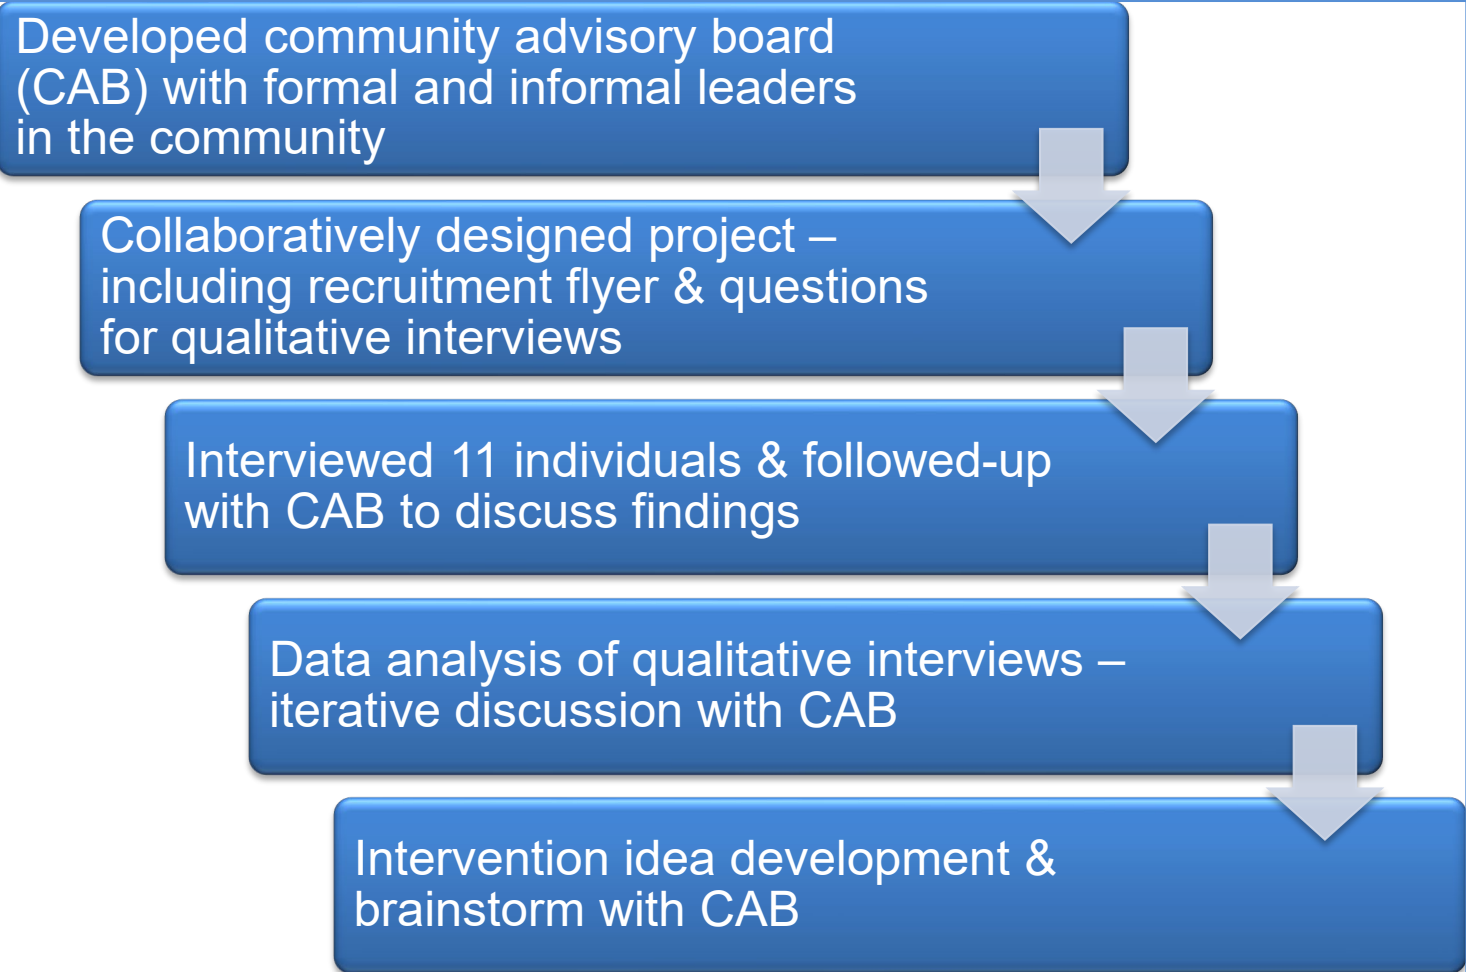 Developed community advisory board
(CAB) with formal and informal leaders
in the community
Collaboratively designed project –
including recruitment flyer & questions
for qualitative interviews
Interviewed 11 individuals & followed-up
with CAB to discuss findings
Data analysis of qualitative interviews –
iterative discussion with CAB
Intervention idea development &
brainstorm with CAB